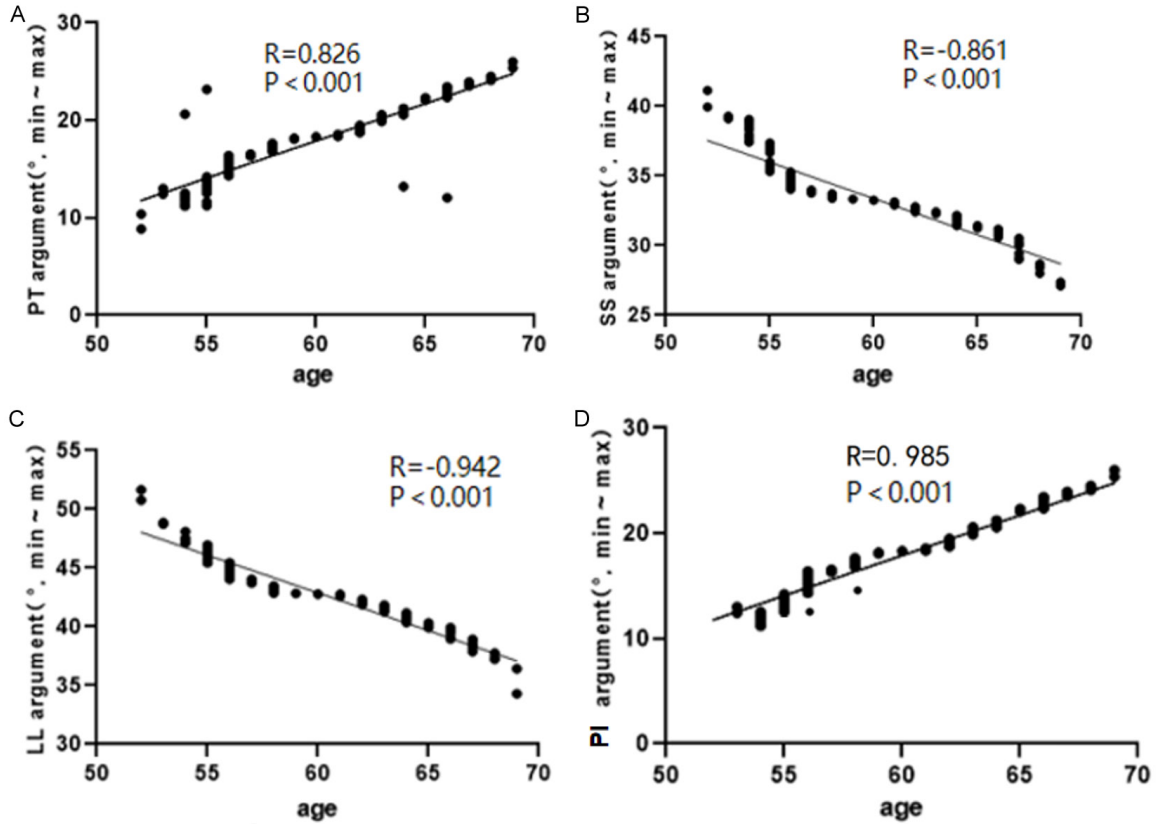 A
PT argument(°, min ~ max)
30
20
10
0
R=0.826
P < 0.001
50 55 60 65 70
age
B
SS argument(°, min ~ max)
45
40
35
30
25
R=-0.861
P < 0.001
50 55 60 65 70
age
C
LL argument(°, min ~ max)
55
50
45
40
35
30
R=-0.942
P < 0.001
50 55 60 65 70
age
D
PI argument(°, min ~ max)
30
20
10
0
R=0. 985
P < 0.001
50 55 60 65 70
age